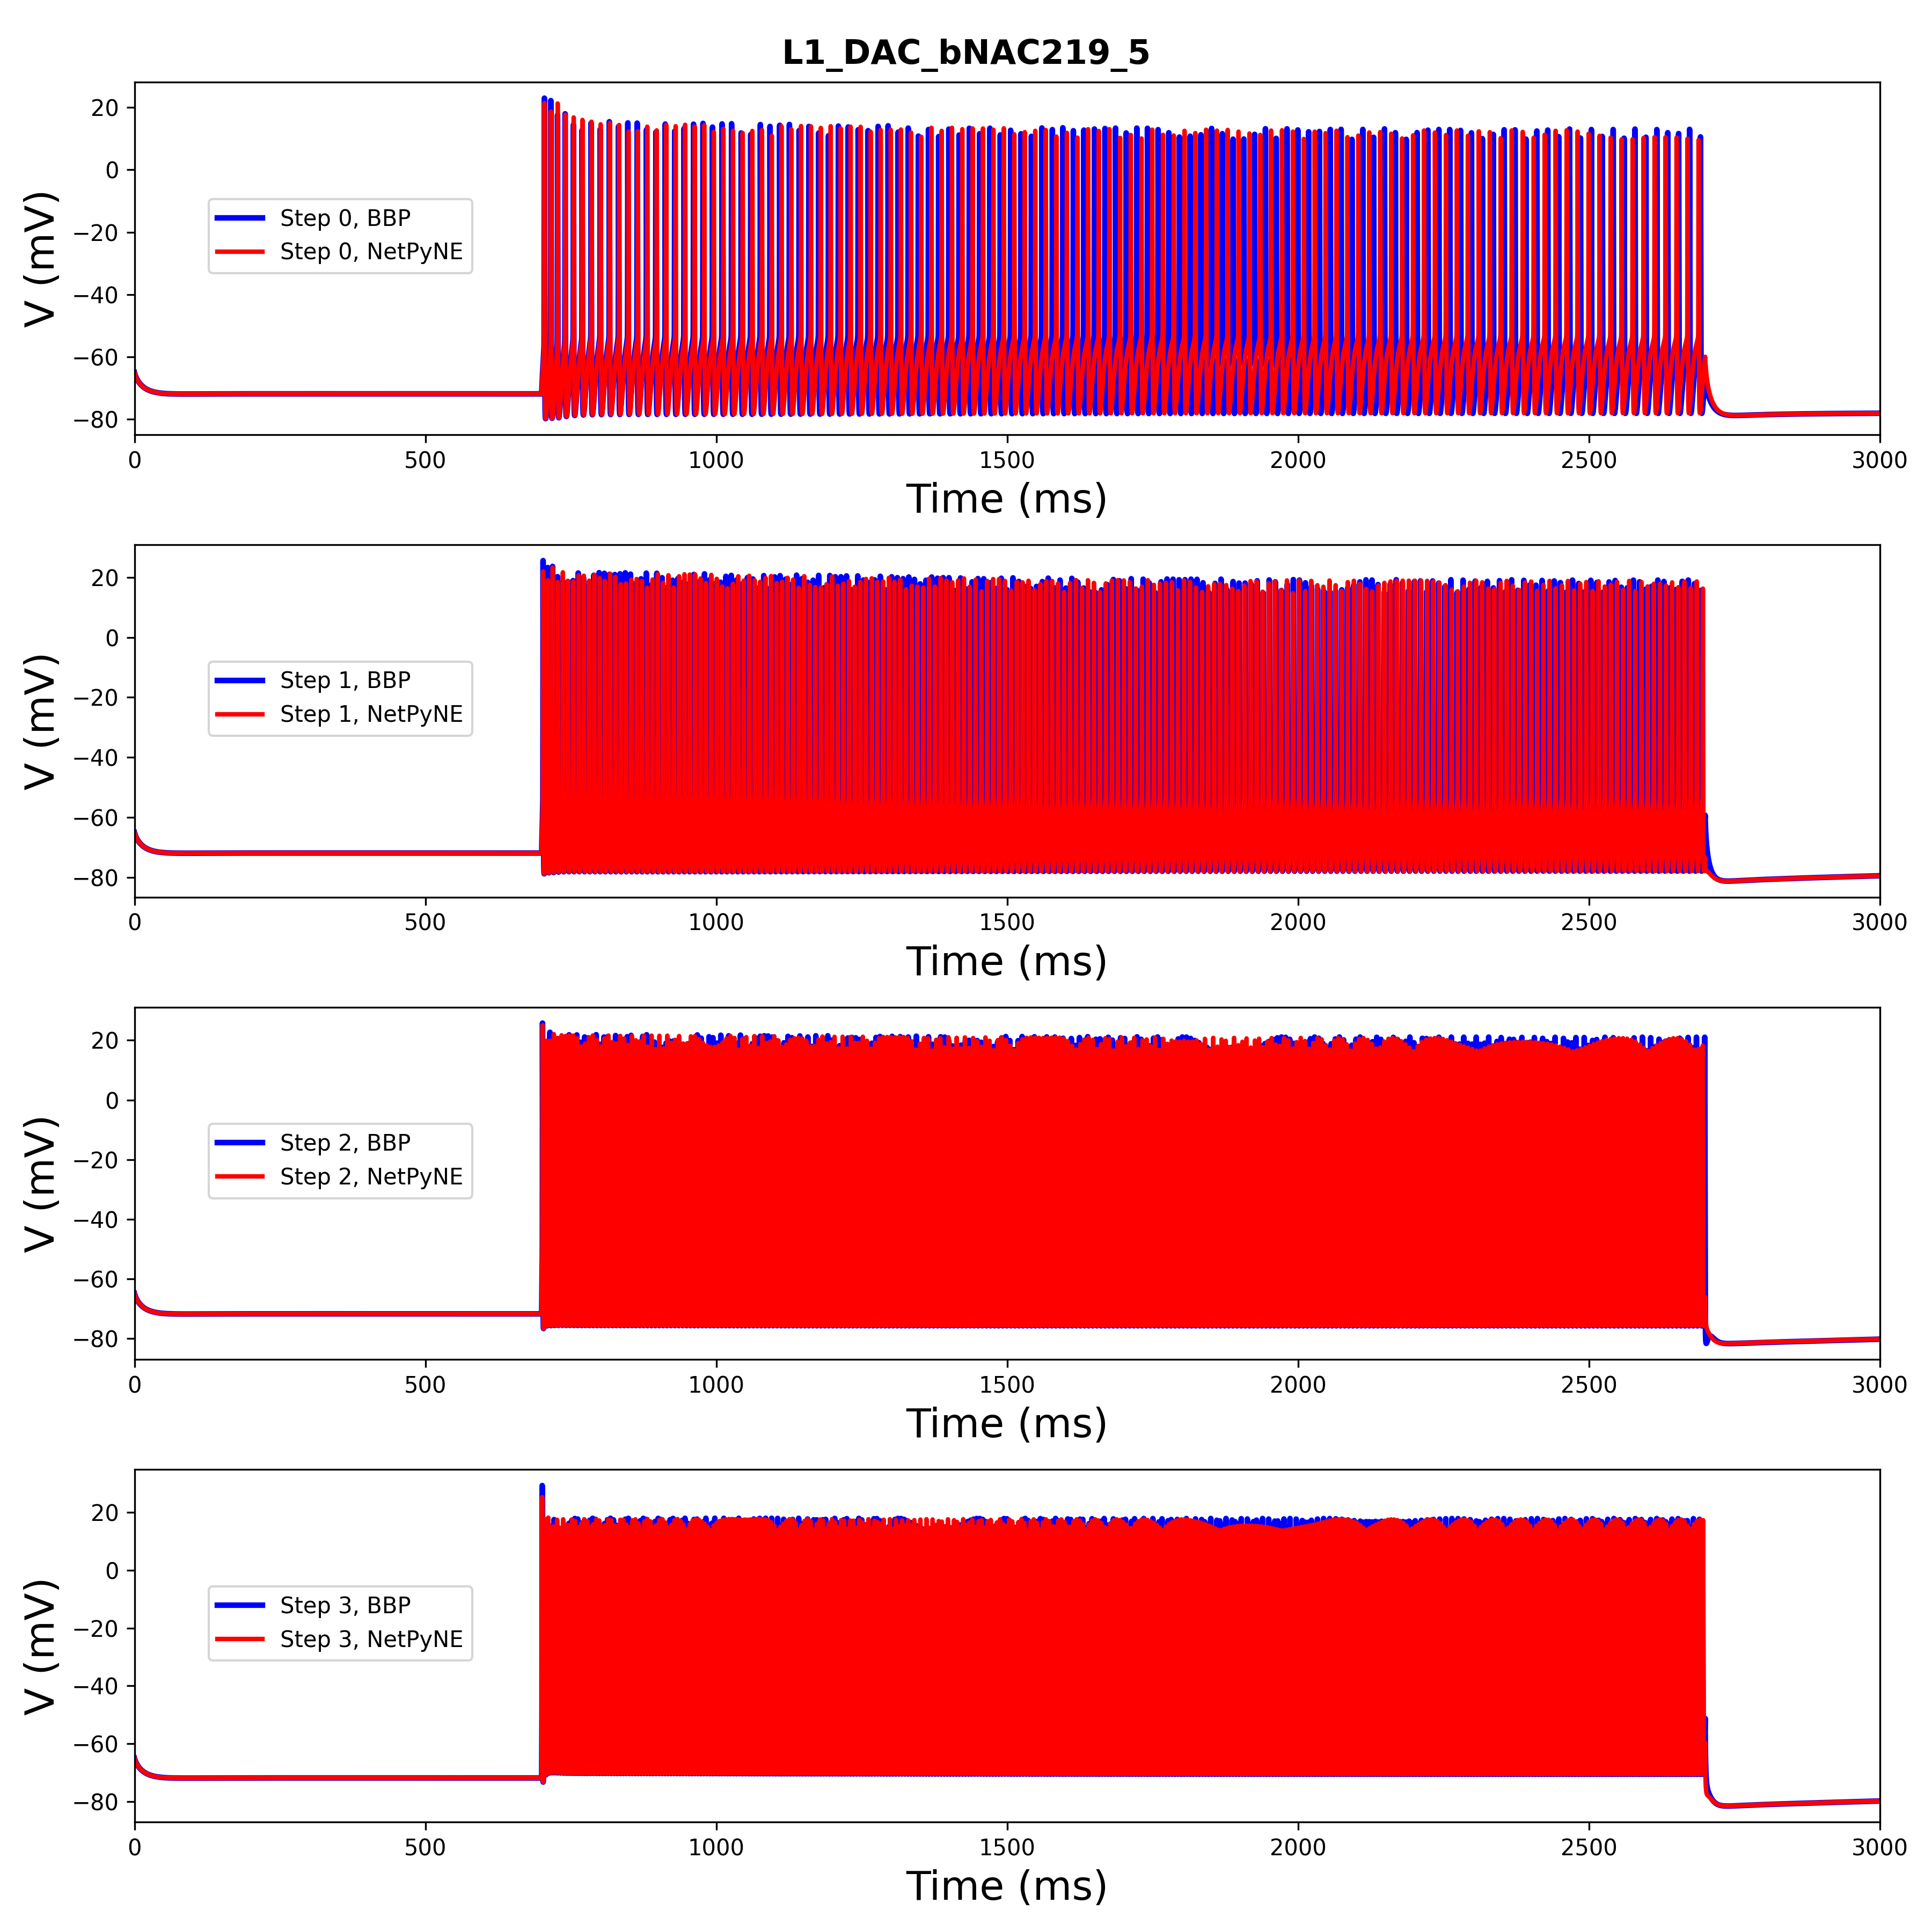 L1_DAC_bNAC219_5
20
0
−20
−40
−60
−80
V (mV)
Step 0, BBP
Step 0, NetPyNE
0 500 1000 1500 2000 2500 3000
Time (ms)
20
0
−20
−40
−60
−80
V (mV)
Step 1, BBP
Step 1, NetPyNE
0 500 1000 1500 2000 2500 3000
Time (ms)
20
0
−20
−40
−60
−80
V (mV)
Step 2, BBP
Step 2, NetPyNE
0 500 1000 1500 2000 2500 3000
Time (ms)
20
0
−20
−40
−60
−80
V (mV)
Step 3, BBP
Step 3, NetPyNE
0 500 1000 1500 2000 2500 3000
Time (ms)